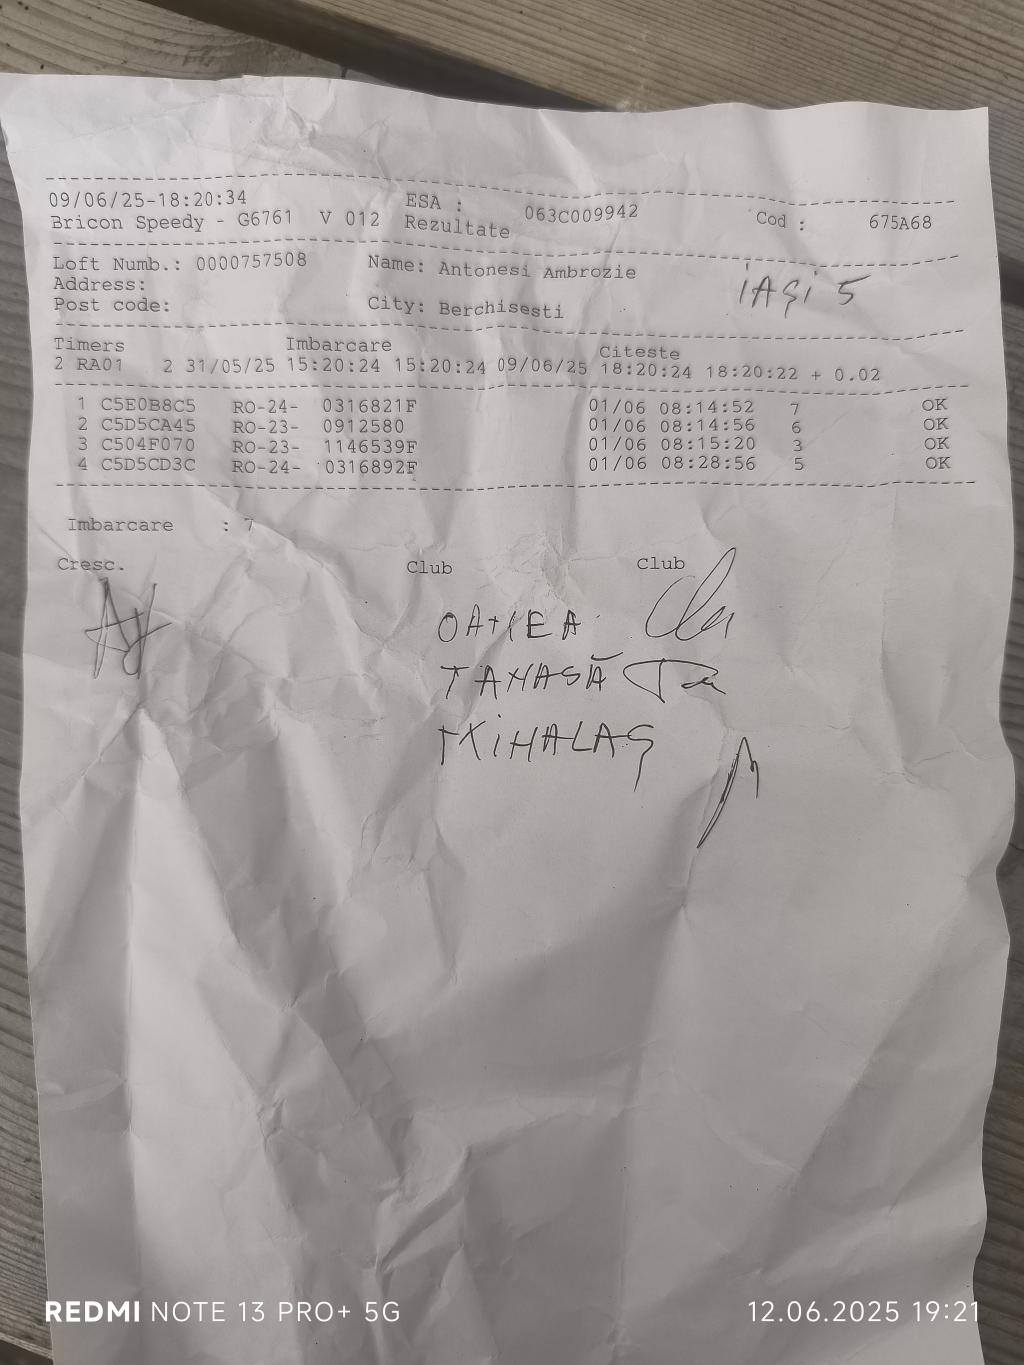 09/06/25-18:20:34 ESA : 063C009942 Cod : 675A68
Bricon Speedy - G6761 V 012 Rezultate
Loft Numb.: 0000757508 Name: Antonesi Ambrozie
Address: iAȘi 5
Post code: City: Berchisesti
Timers Imbarcare Citeste
2 RA01 2 31/05/25 15:20:24 15:20:24 09/06/25 18:20:24 18:20:22 + 0.02
1 C5E0B8C5 RO-24- 0316821F 01/06 08:14:52 7 OK
2 C5D5CA45 RO-23- 0912580 01/06 08:14:56 6 OK
3 C504F070 RO-23- 1146539F 01/06 08:15:20 3 OK
4 C5D5CD3C RO-24- 0316892F 01/06 08:28:56 5 OK
Imbarcare : 7
Cresc. Club Club
TANASĂ
REDMI NOTE 13 PRO+ 5G 12.06.2025 19:21